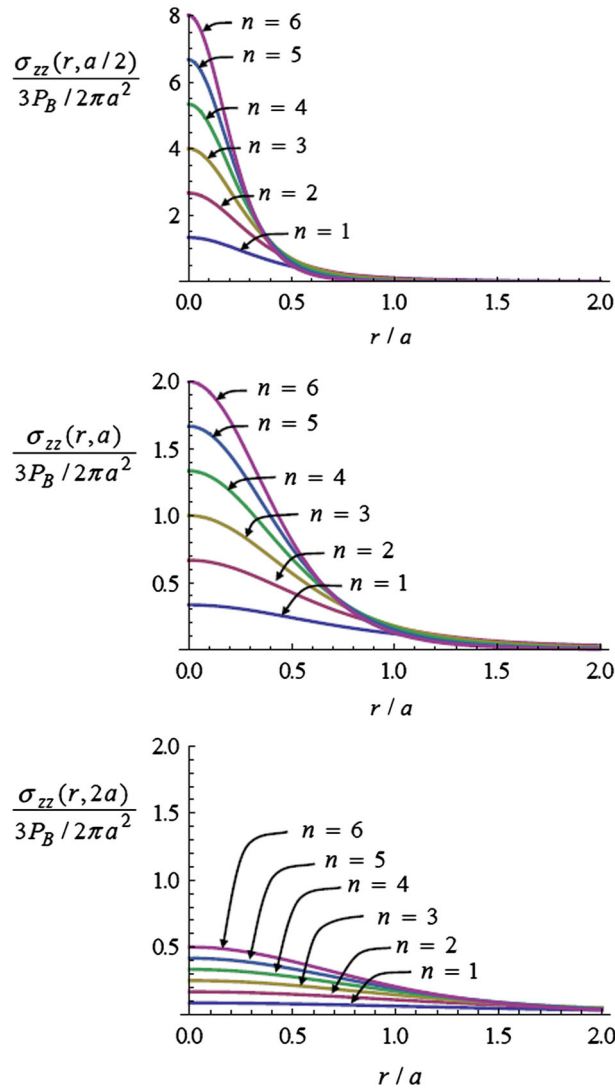 8
n = 6
σzz(r, a/2)
3PB / 2πa²
6
n = 5
n = 4
4
n = 3
n = 2
2
n = 1
0.0 0.5 1.0 1.5 2.0
r / a
2.0
n = 6
1.5
n = 5
σzz(r, a)
3PB / 2πa²
n = 4
1.0
n = 3
n = 2
0.5
n = 1
0.0 0.5 1.0 1.5 2.0
r / a
2.0
σzz(r, 2a)
3PB / 2πa²
1.5
n = 6
n = 5
1.0
n = 4
n = 3
n = 2
0.5
n = 1
0.0 0.5 1.0 1.5 2.0
r / a